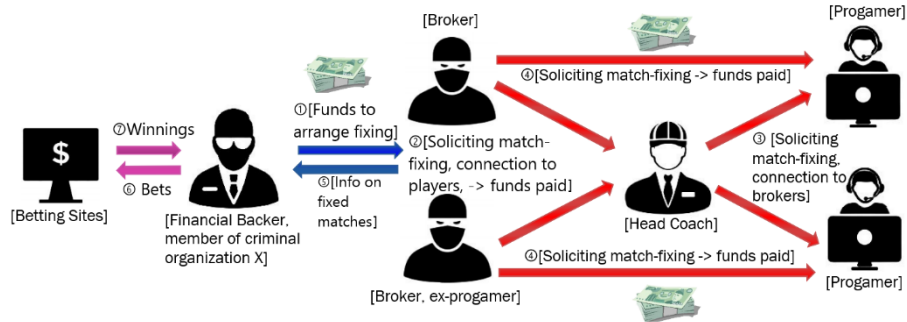 [Broker]
[Progamer]
④[Soliciting match-fixing -> funds paid]
①[Funds to
arrange fixing]
⑦Winnings
$
⑥ Bets
[Betting Sites]
[Financial Backer,
member of criminal
organization X]
⑤[Info on
fixed
matches]
②[Soliciting match-
fixing, connection to
players, -> funds paid]
③ [Soliciting
match-fixing,
connection to
brokers]
[Head Coach]
④[Soliciting match-fixing -> funds paid]
[Broker, ex-progamer]
[Progamer]